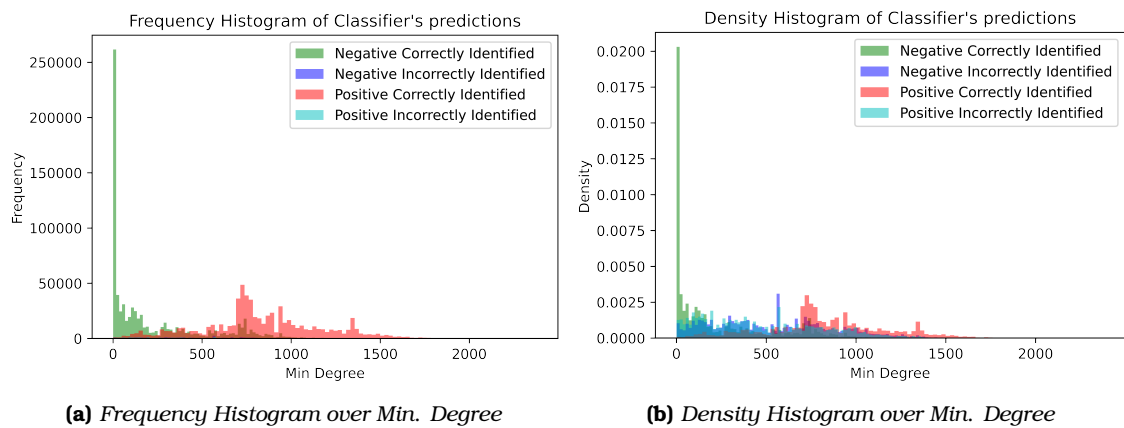 Frequency Histogram of Classifier's predictions
Negative Correctly Identified
Negative Incorrectly Identified
Positive Correctly Identified
Positive Incorrectly Identified
250000
200000
150000
100000
50000
0
Frequency
0 500 1000 1500 2000
Min Degree
(a) Frequency Histogram over Min. Degree
Density Histogram of Classifier's predictions
Negative Correctly Identified
Negative Incorrectly Identified
Positive Correctly Identified
Positive Incorrectly Identified
0.0200
0.0175
0.0150
0.0125
0.0100
0.0075
0.0050
0.0025
0.0000
Density
0 500 1000 1500 2000
Min Degree
(b) Density Histogram over Min. Degree